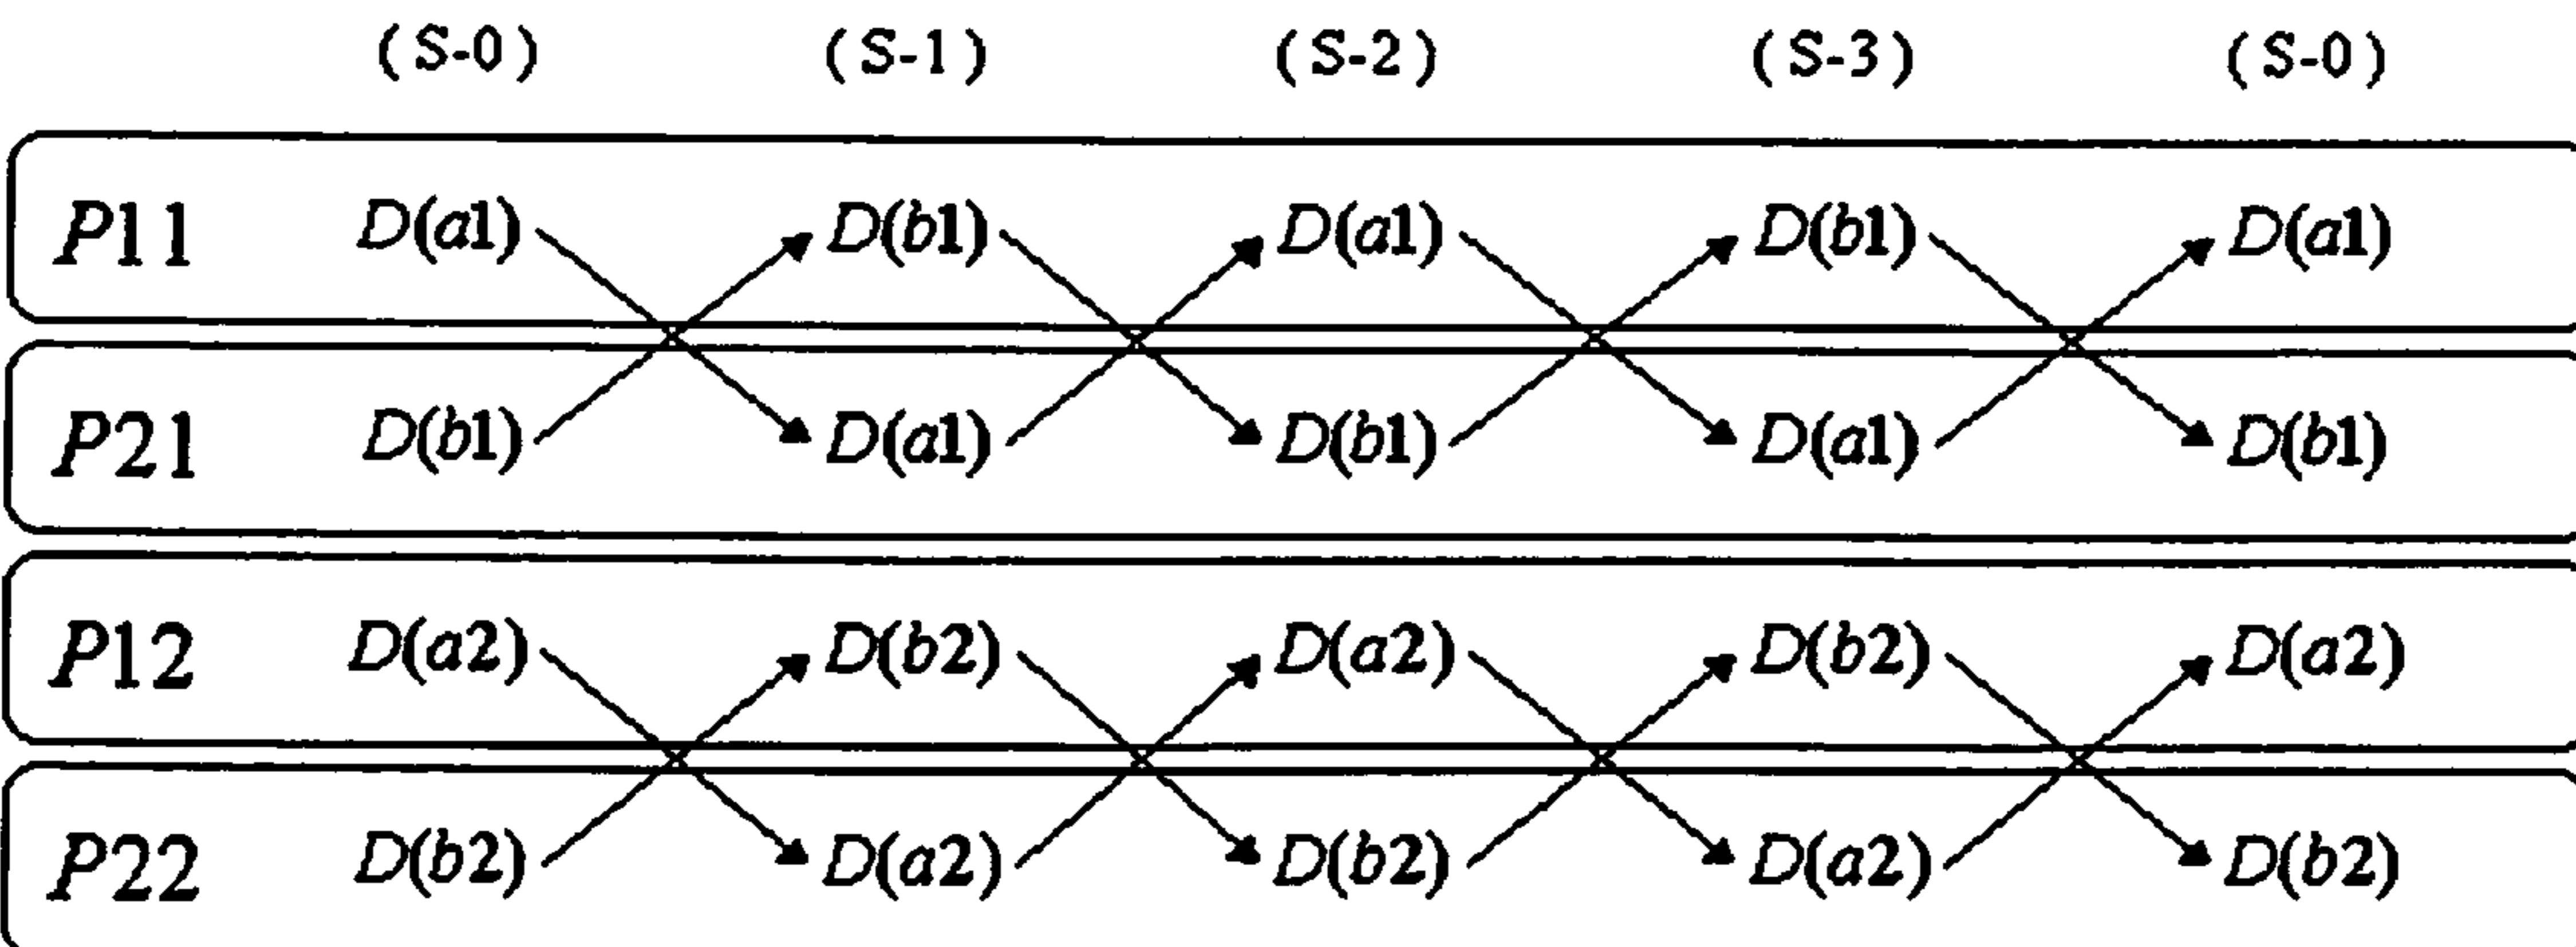 (S-0) (S-1) (S-2) (S-3) (S-0)
P11 D(a1) D(b1) D(a1) D(b1) D(a1)
P21 D(b1) D(a1) D(b1) D(a1) D(b1)
P12 D(a2) D(b2) D(a2) D(b2) D(a2)
P22 D(b2) D(a2) D(b2) D(a2) D(b2)